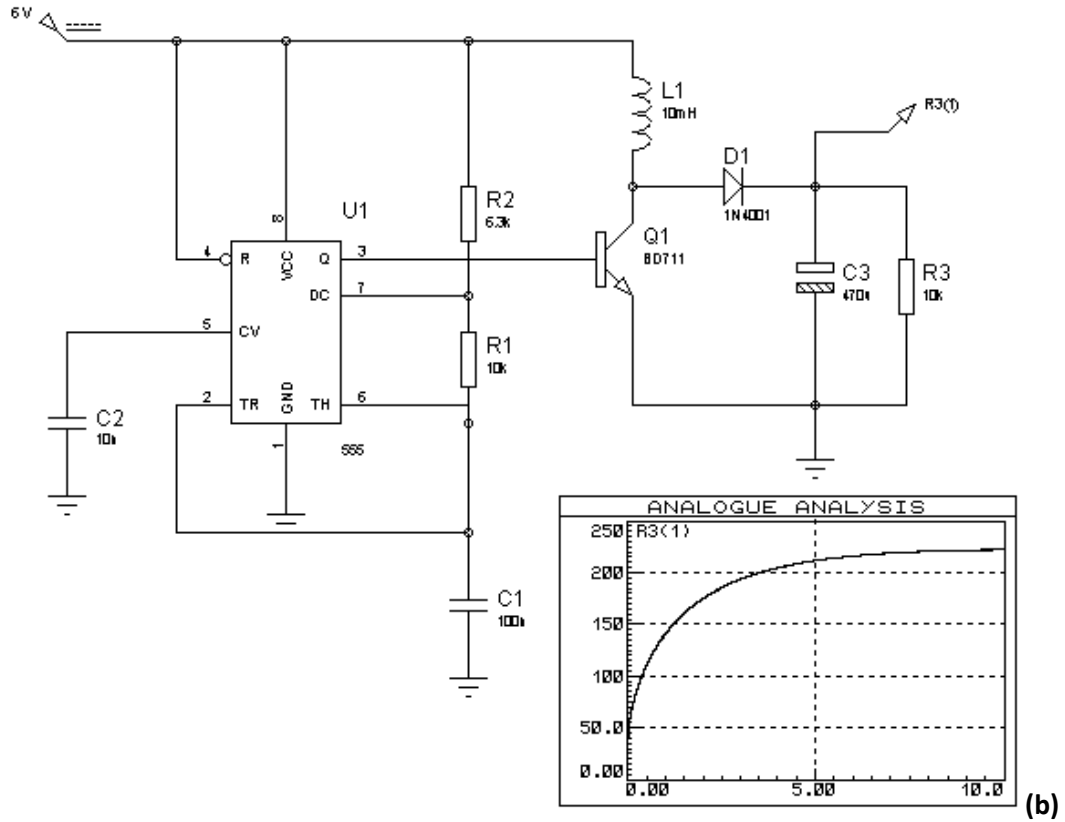 6V
L1
10mH
R3(1)
D1
1N4001
R2
6.3k
U1
Q1
BD711
C3
470u
R3
10k
8
VCC
4
R
Q
3
DC
7
5
CV
R1
10k
2
TR
GND
TH
6
1
555
C2
10n
C1
100n
ANALOGUE ANALYSIS
250
R3(1)
200
150
100
50.0
0.00
0.00
5.00
10.0
(b)